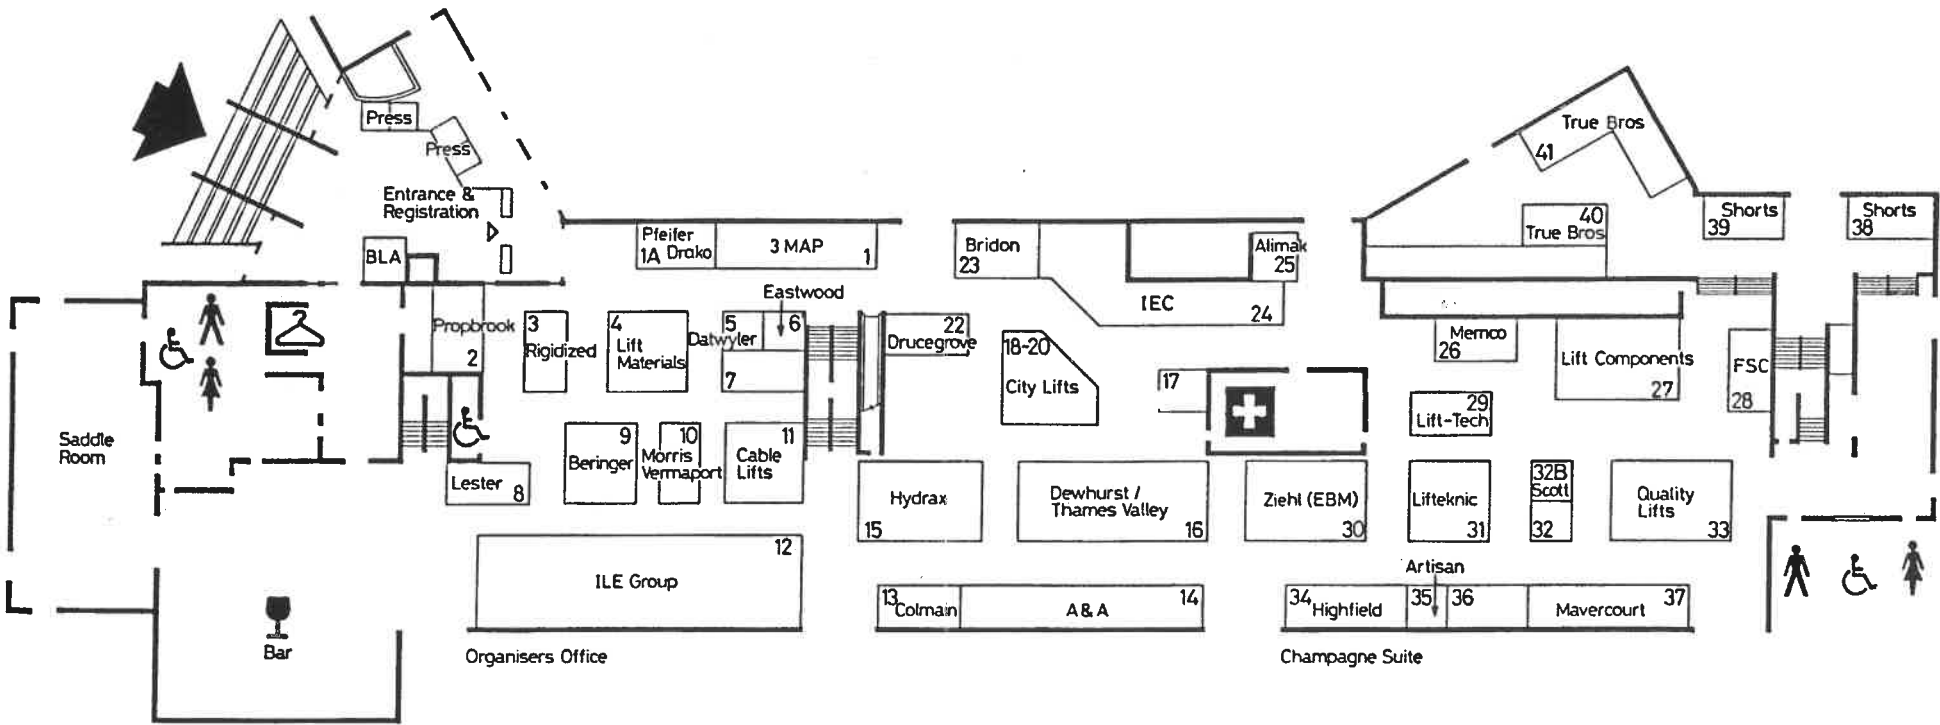 Press
Press
Entrance &
Registration
BLA
Pfeifer
1A Drako
3 MAP
1
Bridon
23
Alimak
25
IEC
24
True Bros
41
40
True Bros
Shorts
39
Shorts
38
Eastwood
Propbrook
2
3
Rigidized
4
Lift
Materials
5
Datwyler
6
7
22
Drucegrove
18-20
City Lifts
17
Memco
26
Lift Components
27
FSC
28
29
Lift-Tech
Saddle
Room
Lester
8
9
Beringer
10
Morris
Vermaport
11
Cable
Lifts
Hydrax
15
Dewhurst /
Thames Valley
16
Ziehl (EBM)
30
Lifteknic
31
32B
Scott
32
Quality
Lifts
33
12
ILE Group
13
Colmain
A & A
14
Artisan
34
Highfield
35
36
Mavercourt
37
Bar
Organisers Office
Champagne Suite